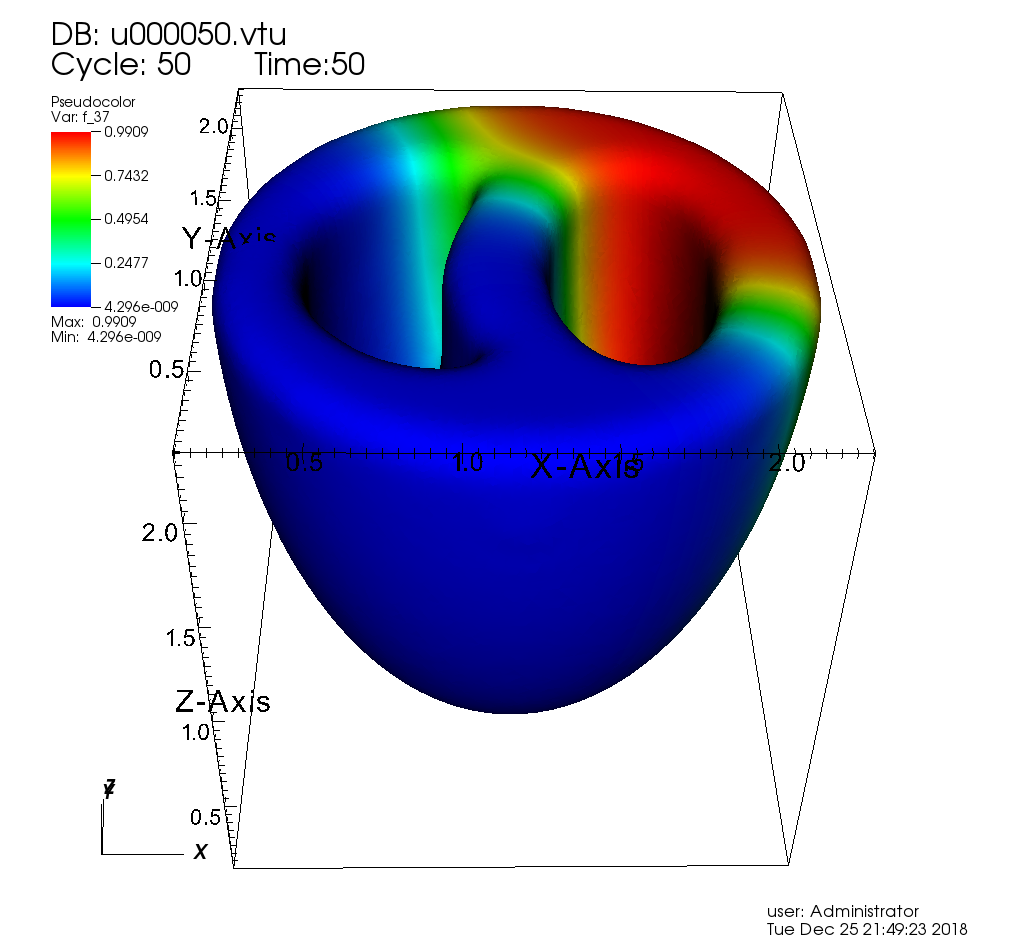 DB: u000050.vtu
Cycle: 50 Time:50
Pseudocolor
Var: f_37
0.9909
0.7432
0.4954
0.2477
4.296e-009
Max: 0.9909
Min: 4.296e-009
2.0
1.5
Y-Axis
1.0
0.5
0.5
1.0
X-Axis
2.0
2.0
1.5
Z-Axis
1.0
0.5
X
user: Administrator
Tue Dec 25 21:49:23 2018